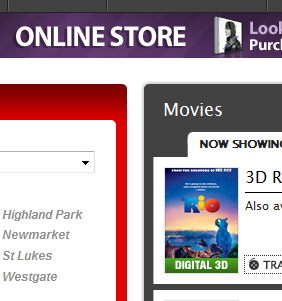 ONLINE STORE
Look
Purch
Movies
NOW SHOWING
FROM THE CREATORS OF ICE AGE
RIO
DIGITAL 3D
3D R
Also av
TRA
Highland Park
Newmarket
St Lukes
Westgate